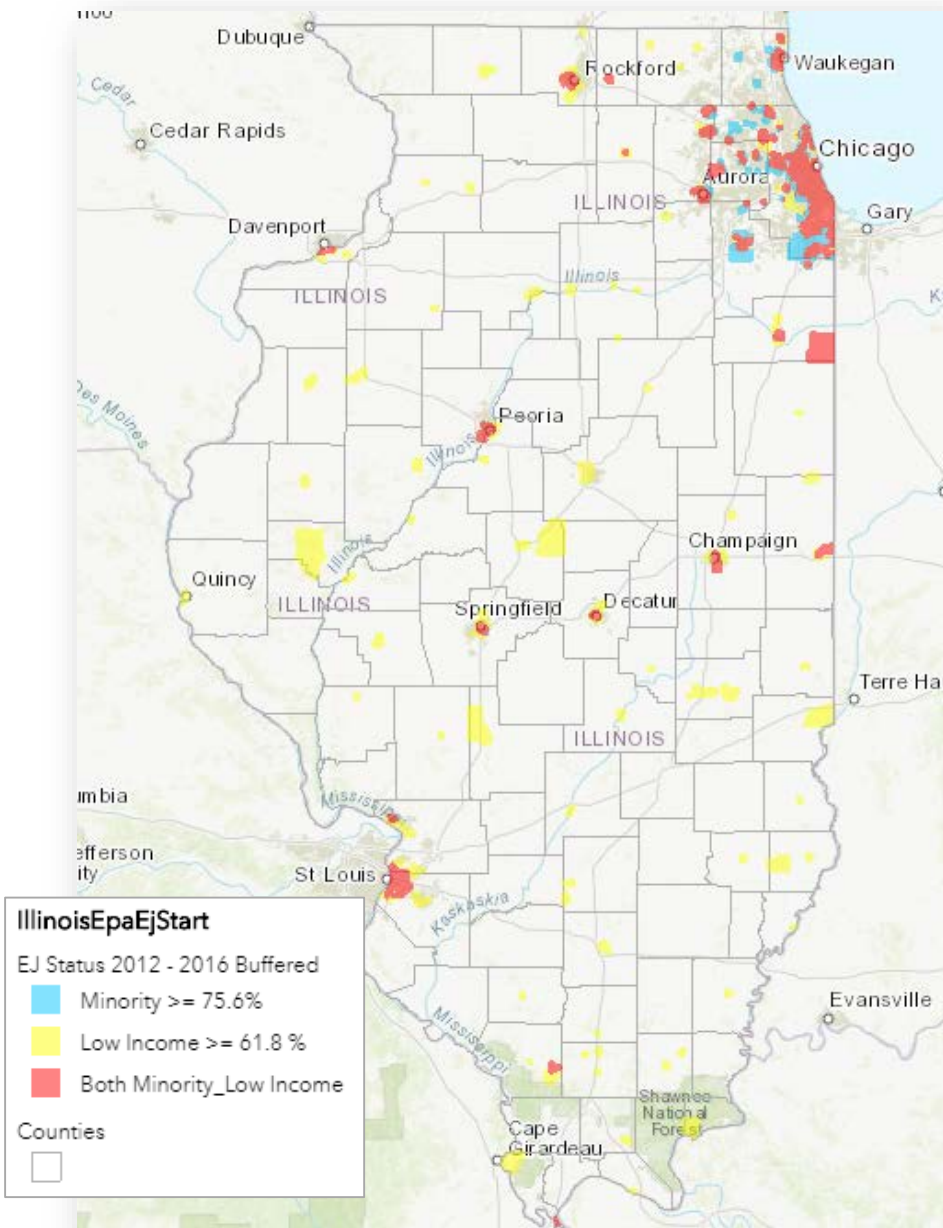 Dubuque
Rockford
Waukegan
Cedar
Cedar Rapids
Chicago
Aurora
ILLINOIS
Gary
Davenport
Illinois
ILLINOIS
K
Des Moines
Peoria
Illinois
Champaign
Illinois
Quincy
ILLINOIS
Springfield
Decatur
Terre Ha
ILLINOIS
umbia
Mississippi
efferson
ity
St Louis
Kaskaskia
IllinoisEpaEjStart
EJ Status 2012 - 2016 Buffered
Minority >= 75.6%
Low Income >= 61.8 %
Both Minority_Low Income
Counties
Evansville
Mississippi
Shawnee
National
Forest
Cape
Girardeau